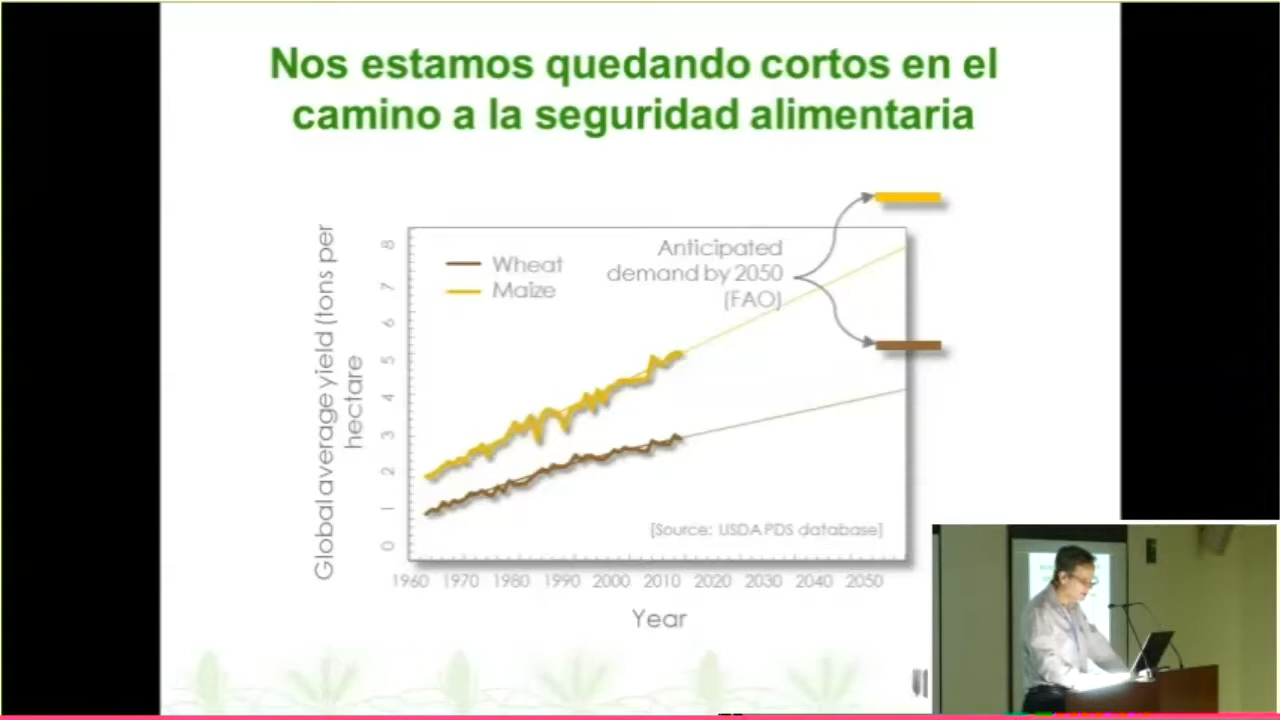 Nos estamos quedando cortos en el
camino a la seguridad alimentaria
Global average yield (tons per
hectare
8
7
6
5
4
3
2
1
0
Wheat
Maize
Anticipated
demand by 2050
(FAO)
[Source: USDA PDS database]
1960 1970 1980 1990 2000 2010 2020 2030 2040 2050
Year